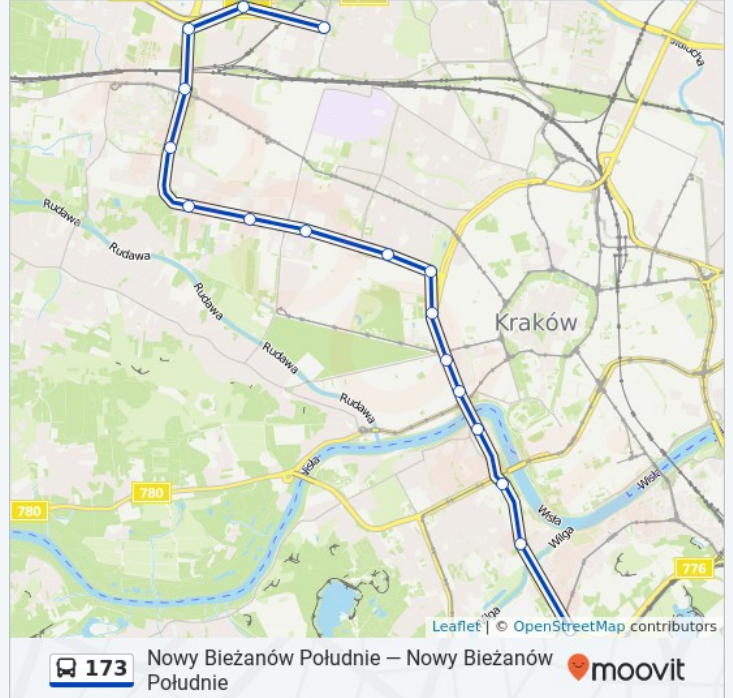 Rudawa
Rudawa
Rudawa
Kraków
Rudawa
Rudawa
Wisła
780
780
Wisła
Wilga
776
Leaflet | © OpenStreetMap contributors
173
Nowy Bieżanów Południe — Nowy Bieżanów
Południe
moovit